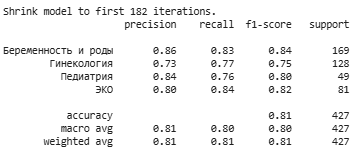 Shrink model to first 182 iterations.
precision recall f1-score support
Беременность и роды 0.86 0.83 0.84 169
Гинекология 0.73 0.77 0.75 128
Педиатрия 0.84 0.76 0.80 49
ЭКО 0.80 0.84 0.82 81
accuracy 0.81 427
macro avg 0.81 0.80 0.80 427
weighted avg 0.81 0.81 0.81 427